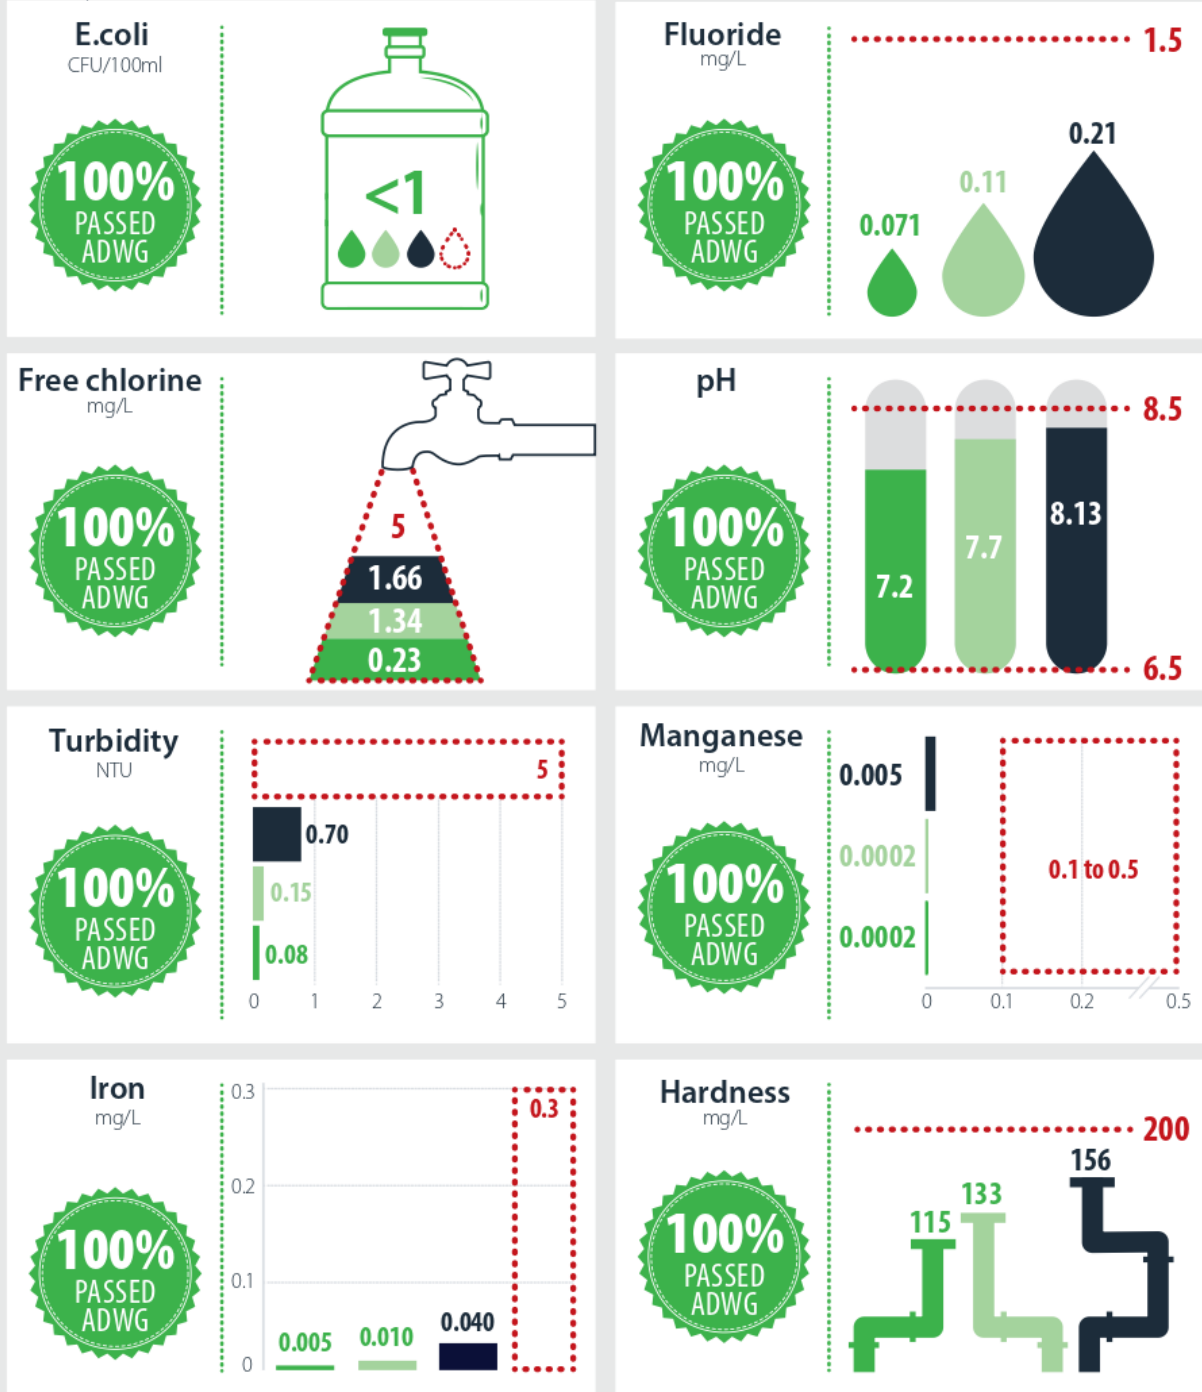 E.coli
CFU/100ml
100%
PASSED
ADWG
<1
Fluoride
mg/L
100%
PASSED
ADWG
1.5
0.071
0.11
0.21
Free chlorine
mg/L
100%
PASSED
ADWG
5
1.66
1.34
0.23
pH
100%
PASSED
ADWG
8.5
7.2
7.7
8.13
6.5
Turbidity
NTU
100%
PASSED
ADWG
5
0.70
0.15
0.08
0 1 2 3 4 5
Manganese
mg/L
100%
PASSED
ADWG
0.005
0.0002
0.0002
0.1 to 0.5
0 0.1 0.2 0.5
Iron
mg/L
100%
PASSED
ADWG
0.3
0.2
0.1
0
0.005
0.010
0.040
0.3
Hardness
mg/L
100%
PASSED
ADWG
200
115
133
156